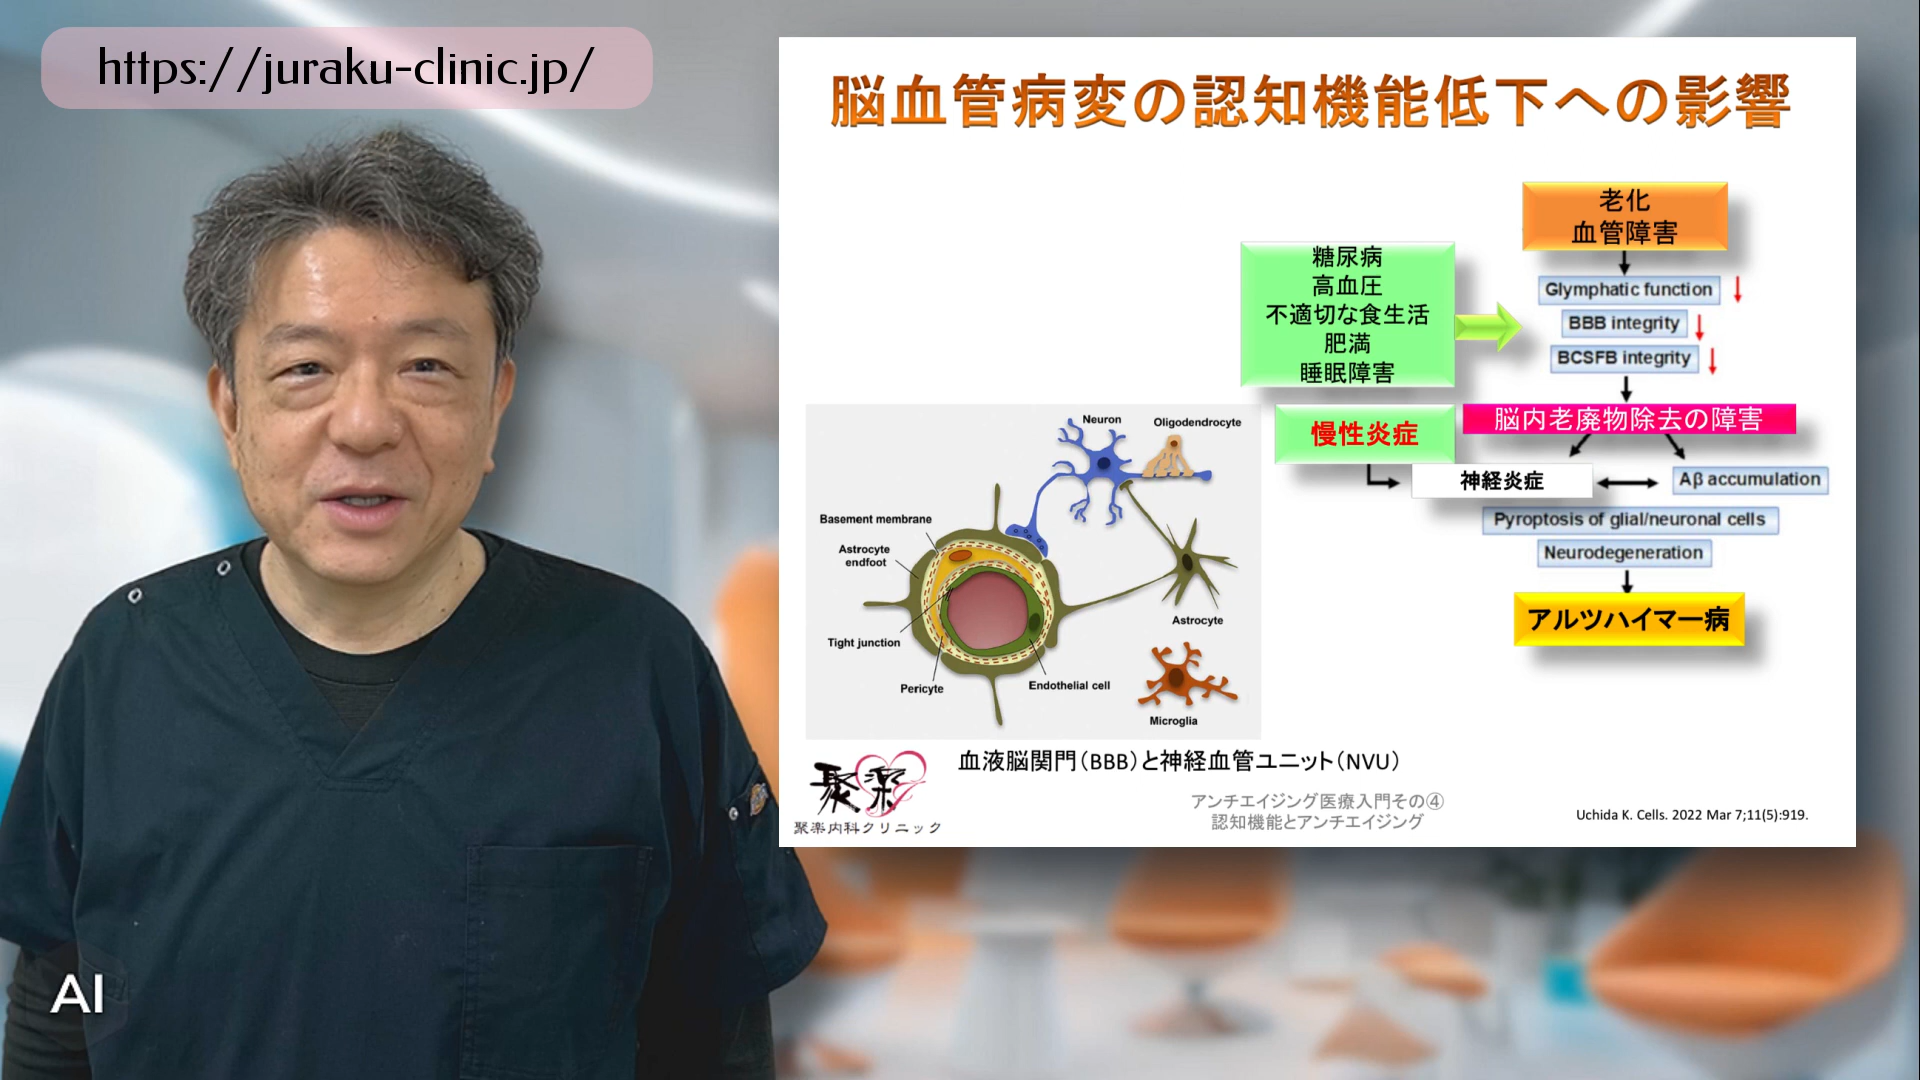 https://juraku-clinic.jp/
脳血管病変の認知機能低下への影響
老化
血管障害
糖尿病
高血圧
不適切な食生活
肥満
睡眠障害
Glymphatic function
BBB integrity
BCSFB integrity
慢性炎症
脳内老廃物除去の障害
神経炎症
Aβ accumulation
Pyroptosis of glial/neuronal cells
Neurodegeneration
アルツハイマー病
Neuron
Oligodendrocyte
Basement membrane
Astrocyte
endfoot
Tight junction
Pericyte
Endothelial cell
Astrocyte
Microglia
血液脳関門（BBB）と神経血管ユニット（NVU）
聚楽
聚楽内科クリニック
アンチエイジング医療入門その④
認知機能とアンチエイジング
Uchida K. Cells. 2022 Mar 7;11(5):919.
AI